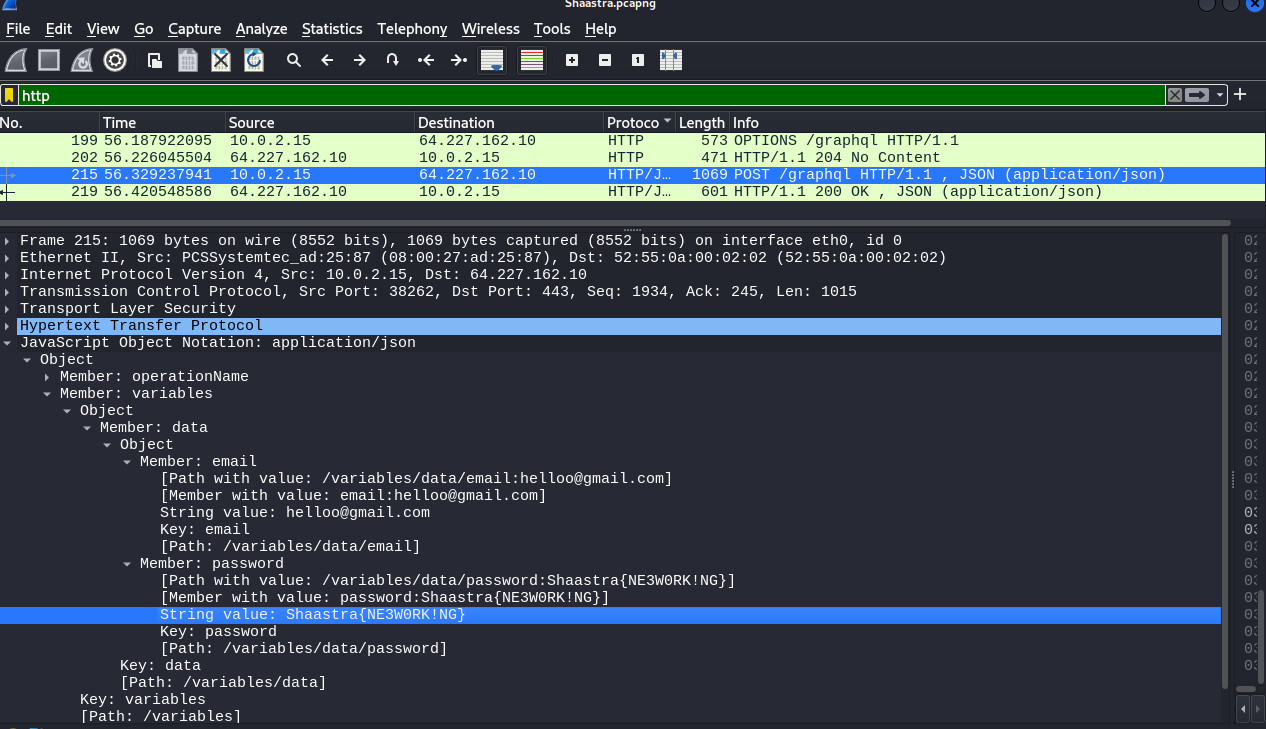 Shaastra.pcapng
File Edit View Go Capture Analyze Statistics Telephony Wireless Tools Help
http
No. Time Source Destination Protoco Length Info
199 56.187922095 10.0.2.15 64.227.162.10 HTTP 573 OPTIONS /graphql HTTP/1.1
202 56.226045504 64.227.162.10 10.0.2.15 HTTP 471 HTTP/1.1 204 No Content
215 56.329237941 10.0.2.15 64.227.162.10 HTTP/J… 1069 POST /graphql HTTP/1.1 , JSON (application/json)
219 56.420548586 64.227.162.10 10.0.2.15 HTTP/J… 601 HTTP/1.1 200 OK , JSON (application/json)
Frame 215: 1069 bytes on wire (8552 bits), 1069 bytes captured (8552 bits) on interface eth0, id 0
Ethernet II, Src: PCSSystemtec_ad:25:87 (08:00:27:ad:25:87), Dst: 52:55:0a:00:02:02 (52:55:0a:00:02:02)
Internet Protocol Version 4, Src: 10.0.2.15, Dst: 64.227.162.10
Transmission Control Protocol, Src Port: 38262, Dst Port: 443, Seq: 1934, Ack: 245, Len: 1015
Transport Layer Security
Hypertext Transfer Protocol
JavaScript Object Notation: application/json
Object
Member: operationName
Member: variables
Object
Member: data
Object
Member: email
[Path with value: /variables/data/email:helloo@gmail.com]
[Member with value: email:helloo@gmail.com]
String value: helloo@gmail.com
Key: email
[Path: /variables/data/email]
Member: password
[Path with value: /variables/data/password:Shaastra{NE3W0RK!NG}]
[Member with value: password:Shaastra{NE3W0RK!NG}]
String value: Shaastra{NE3W0RK!NG}
Key: password
[Path: /variables/data/password]
Key: data
[Path: /variables/data]
Key: variables
[Path: /variables]